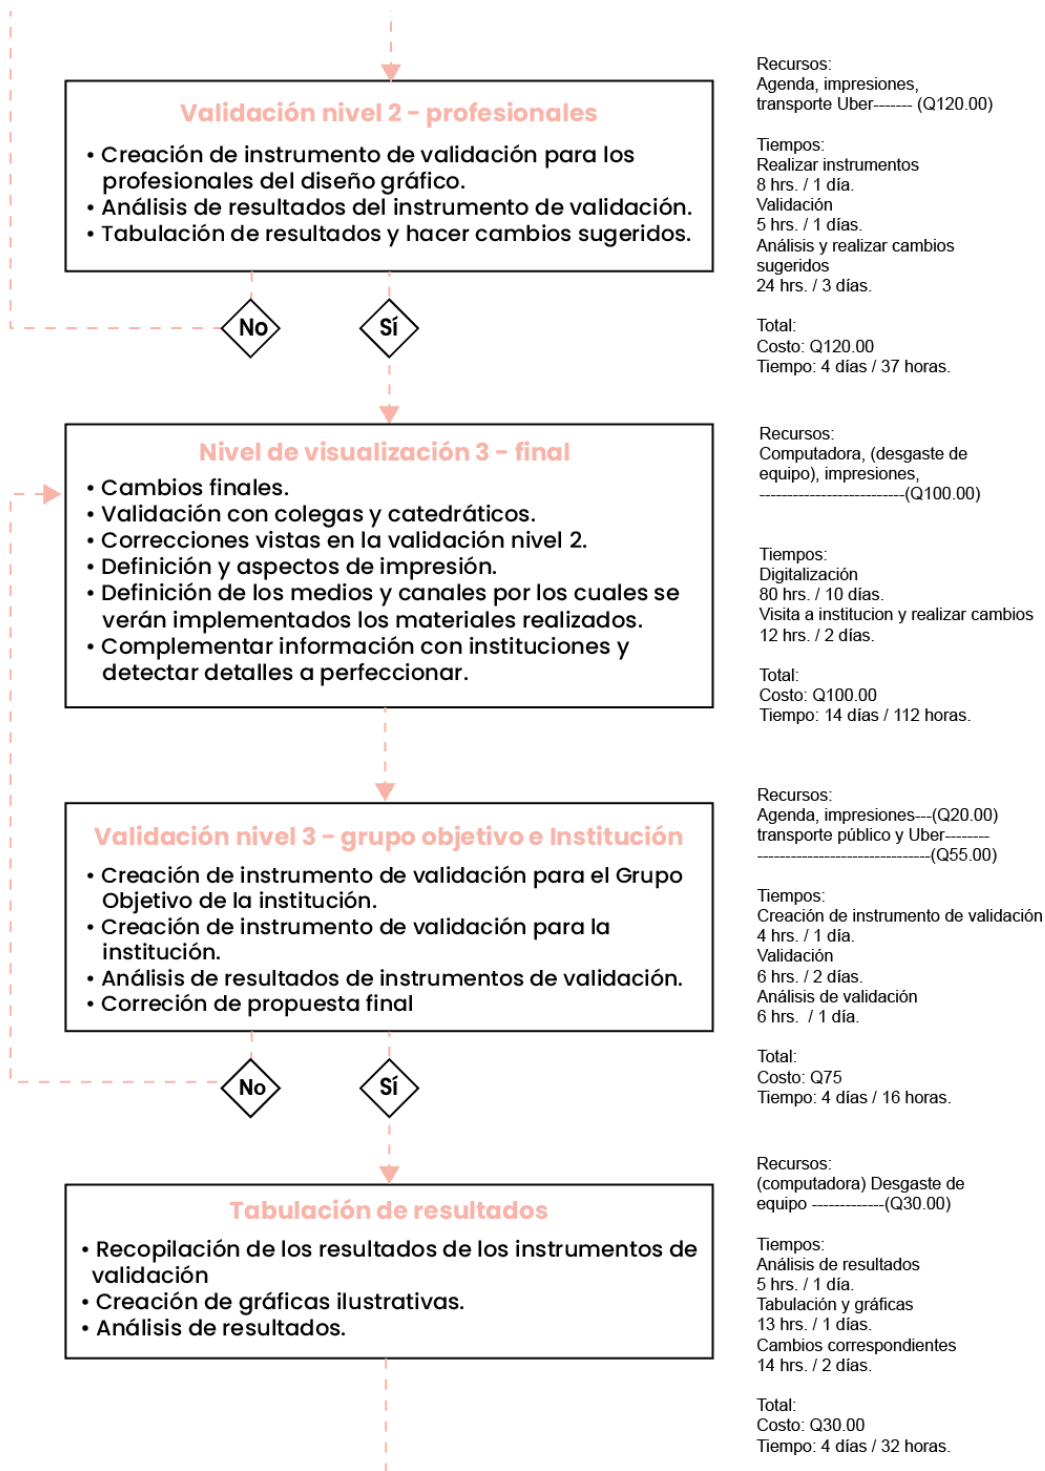 Validación nivel 2 - profesionales
• Creación de instrumento de validación para los
profesionales del diseño gráfico.
• Análisis de resultados del instrumento de validación.
• Tabulación de resultados y hacer cambios sugeridos.
Recursos:
Agenda, impresiones,
transporte Uber------- (Q120.00)
Tiempos:
Realizar instrumentos
8 hrs. / 1 día.
Validación
5 hrs. / 1 días.
Análisis y realizar cambios
sugeridos
24 hrs. / 3 días.
Total:
Costo: Q120.00
Tiempo: 4 días / 37 horas.
No
Sí
Nivel de visualización 3 - final
• Cambios finales.
• Validación con colegas y catedráticos.
• Correcciones vistas en la validación nivel 2.
• Definición y aspectos de impresión.
• Definición de los medios y canales por los cuales se
verán implementados los materiales realizados.
• Complementar información con instituciones y
detectar detalles a perfeccionar.
Recursos:
Computadora, (desgaste de
equipo), impresiones,
--------------------------(Q100.00)
Tiempos:
Digitalización
80 hrs. / 10 días.
Visita a institucion y realizar cambios
12 hrs. / 2 días.
Total:
Costo: Q100.00
Tiempo: 14 días / 112 horas.
Validación nivel 3 - grupo objetivo e Institución
• Creación de instrumento de validación para el Grupo
Objetivo de la institución.
• Creación de instrumento de validación para la
institución.
• Análisis de resultados de instrumentos de validación.
• Correción de propuesta final
Recursos:
Agenda, impresiones---(Q20.00)
transporte público y Uber--------
-------------------------------(Q55.00)
Tiempos:
Creación de instrumento de validación
4 hrs. / 1 día.
Validación
6 hrs. / 2 días.
Análisis de validación
6 hrs.  / 1 día.
Total:
Costo: Q75
Tiempo: 4 días / 16 horas.
No
Sí
Tabulación de resultados
• Recopilación de los resultados de los instrumentos de
validación
• Creación de gráficas ilustrativas.
• Análisis de resultados.
Recursos:
(computadora) Desgaste de
equipo -------------(Q30.00)
Tiempos:
Análisis de resultados
5 hrs. / 1 día.
Tabulación y gráficas
13 hrs. / 1 días.
Cambios correspondientes
14 hrs. / 2 días.
Total:
Costo: Q30.00
Tiempo: 4 días / 32 horas.